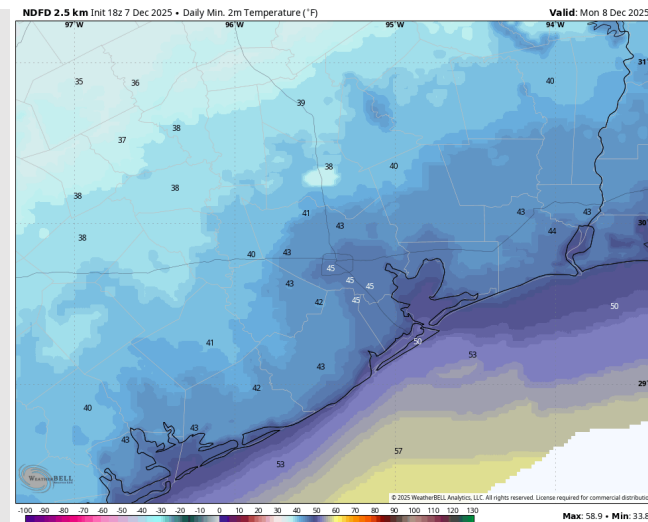 NDFD 2.5 km Init 18z 7 Dec 2025 • Daily Min. 2m Temperature (°F)
Valid: Mon 8 Dec 2025
97°W 96°W 95°W 94°W
31°
35 36 40
39
38
37
38 40
38
38
41 43 43
43 30°
38 44
40 43
45
43 45 45
42 45 50
50
41 53
43 29°
42
40
43
43
57
53
WEATHERBELL
© 2025 WeatherBELL Analytics, LLC. All rights reserved. License required for commercial distributio
-100 -90 -80 -70 -60 -50 -40 -30 -20 -10 0 10 20 30 40 50 60 70 80 90 100 110 120 130
Max: 58.9 • Min: 33.8